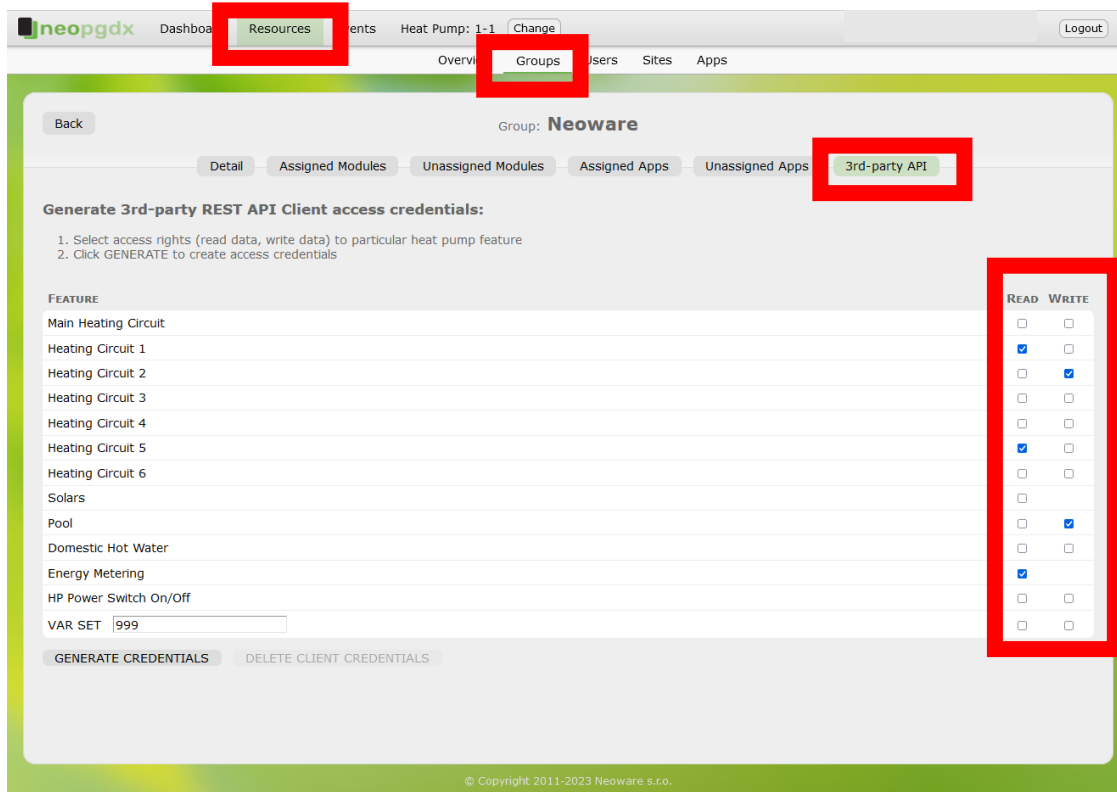 neopgdx Dashboa Resources ents Heat Pump: 1-1 Change Logout
Overvi Groups Users Sites Apps
Back Group: Neoware
Detail Assigned Modules Unassigned Modules Assigned Apps Unassigned Apps 3rd-party API
Generate 3rd-party REST API Client access credentials:
1. Select access rights (read data, write data) to particular heat pump feature
2. Click GENERATE to create access credentials
FEATURE READ WRITE
Main Heating Circuit
Heating Circuit 1
Heating Circuit 2
Heating Circuit 3
Heating Circuit 4
Heating Circuit 5
Heating Circuit 6
Solars
Pool
Domestic Hot Water
Energy Metering
HP Power Switch On/Off
VAR SET 999
GENERATE CREDENTIALS DELETE CLIENT CREDENTIALS
© Copyright 2011-2023 Neoware s.r.o.